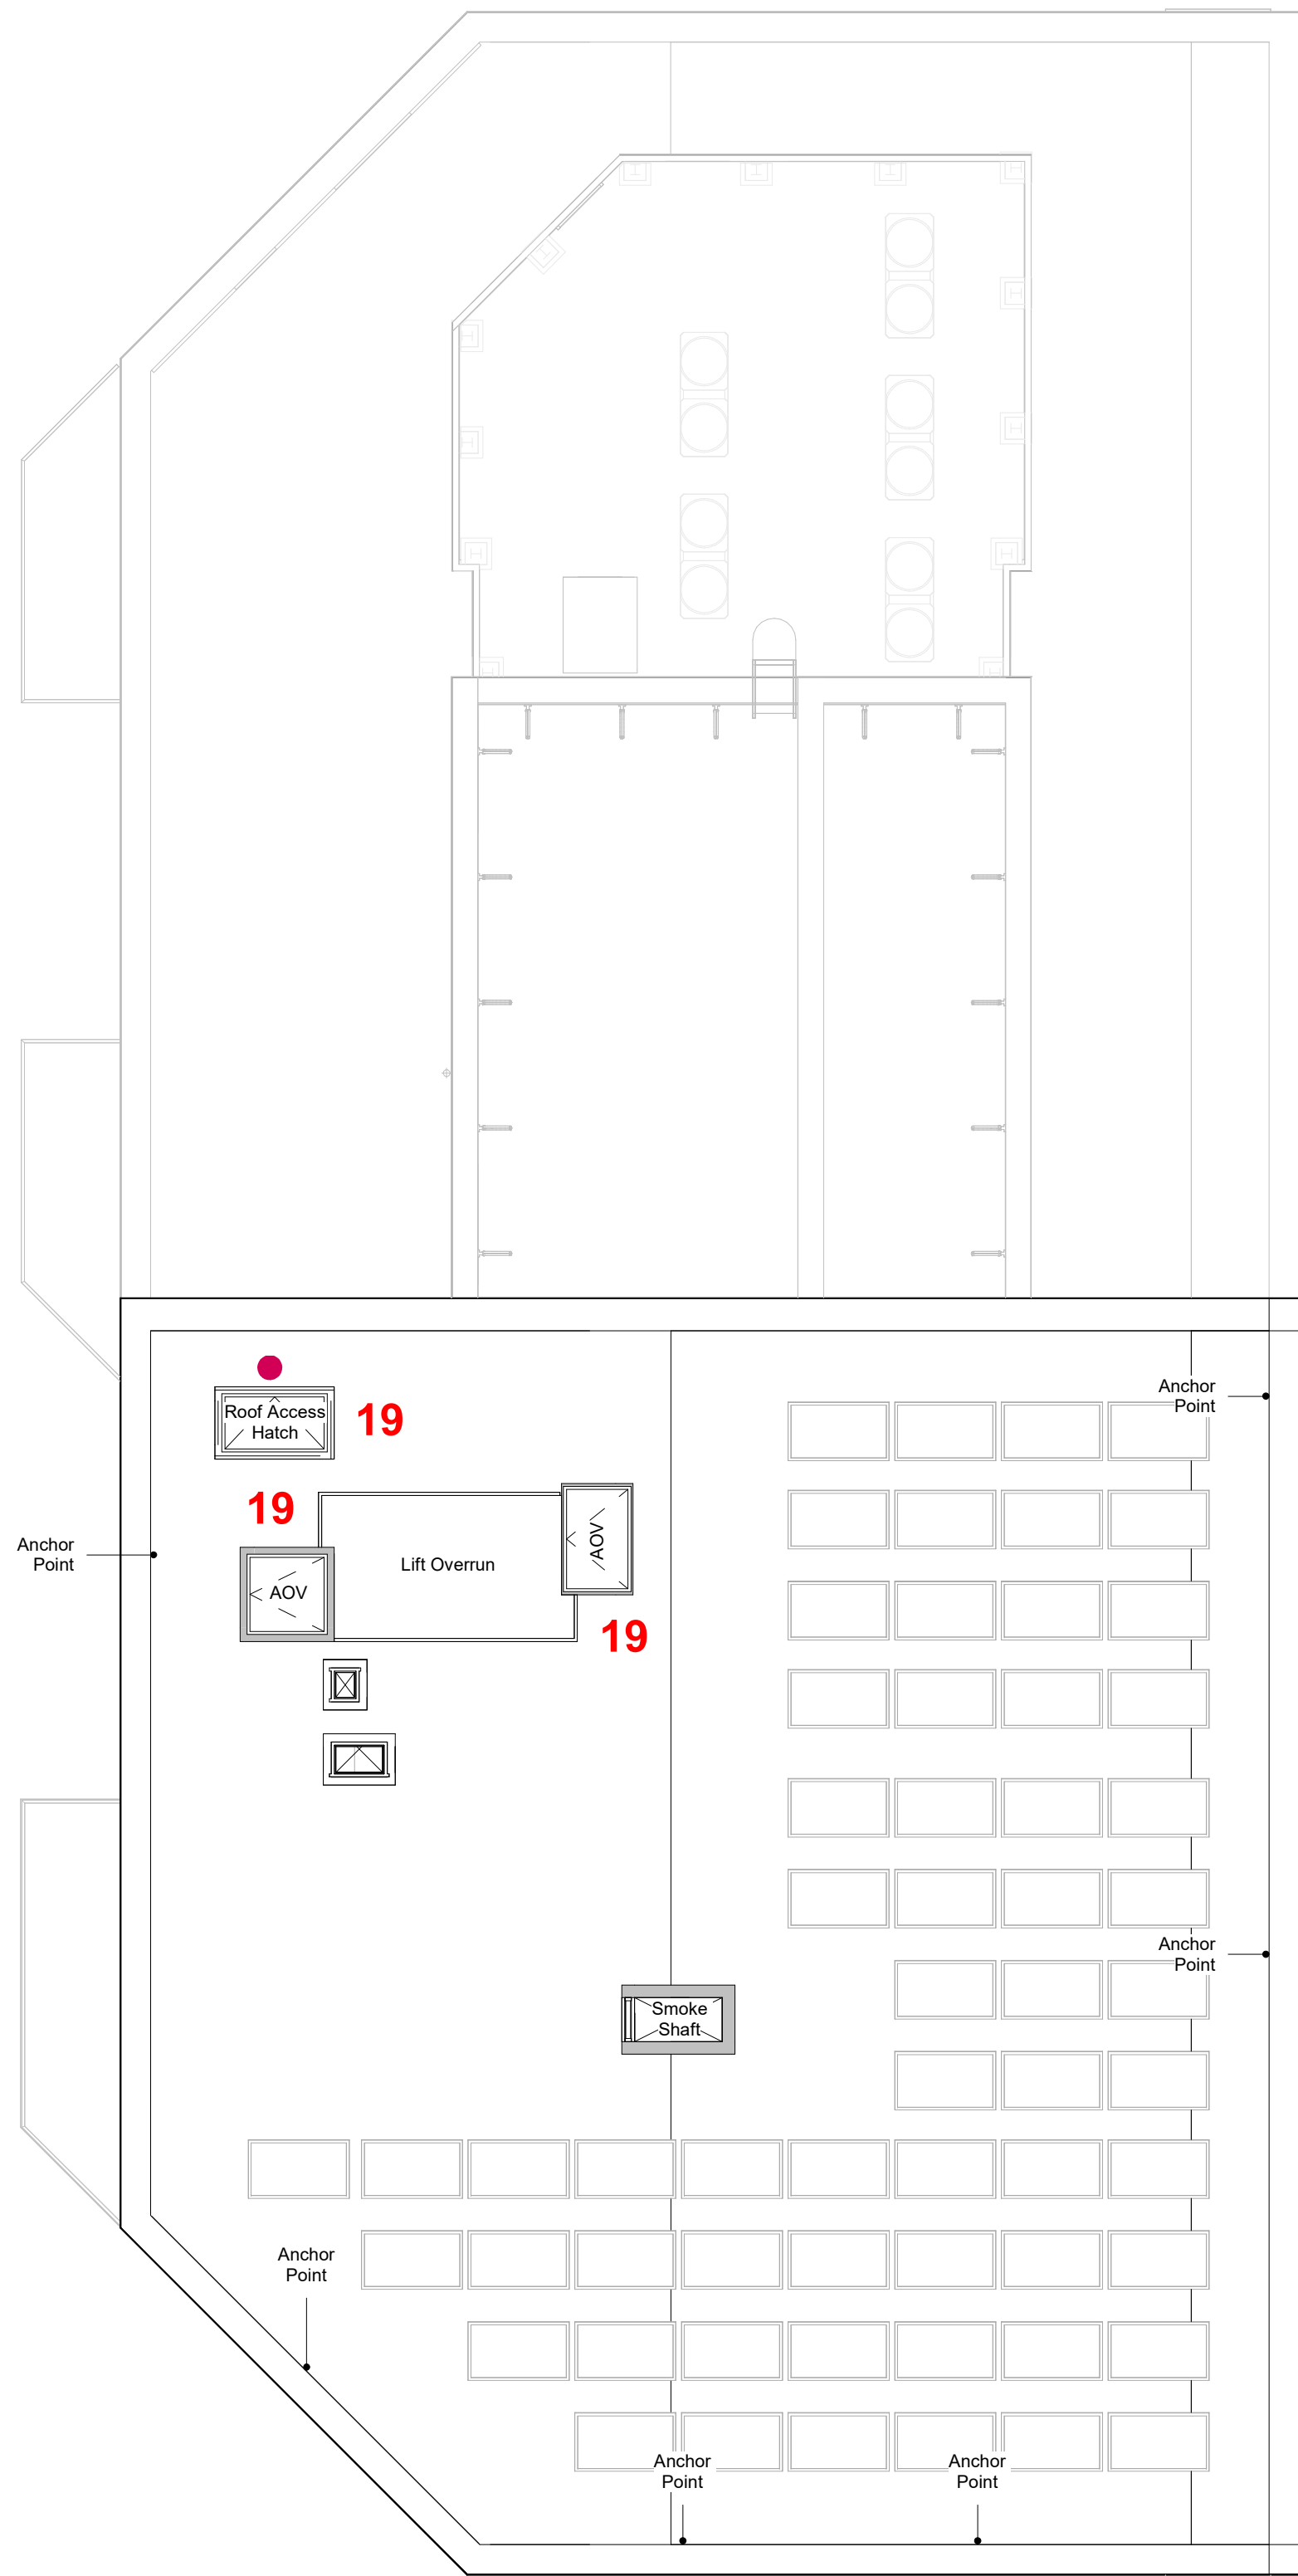 Anchor
Point
Roof Access
Hatch
19
19
AOV
Anchor
Point
Lift Overrun
AOV
19
Anchor
Point
Smoke
Shaft
Anchor
Point
Anchor
Point
Anchor
Point